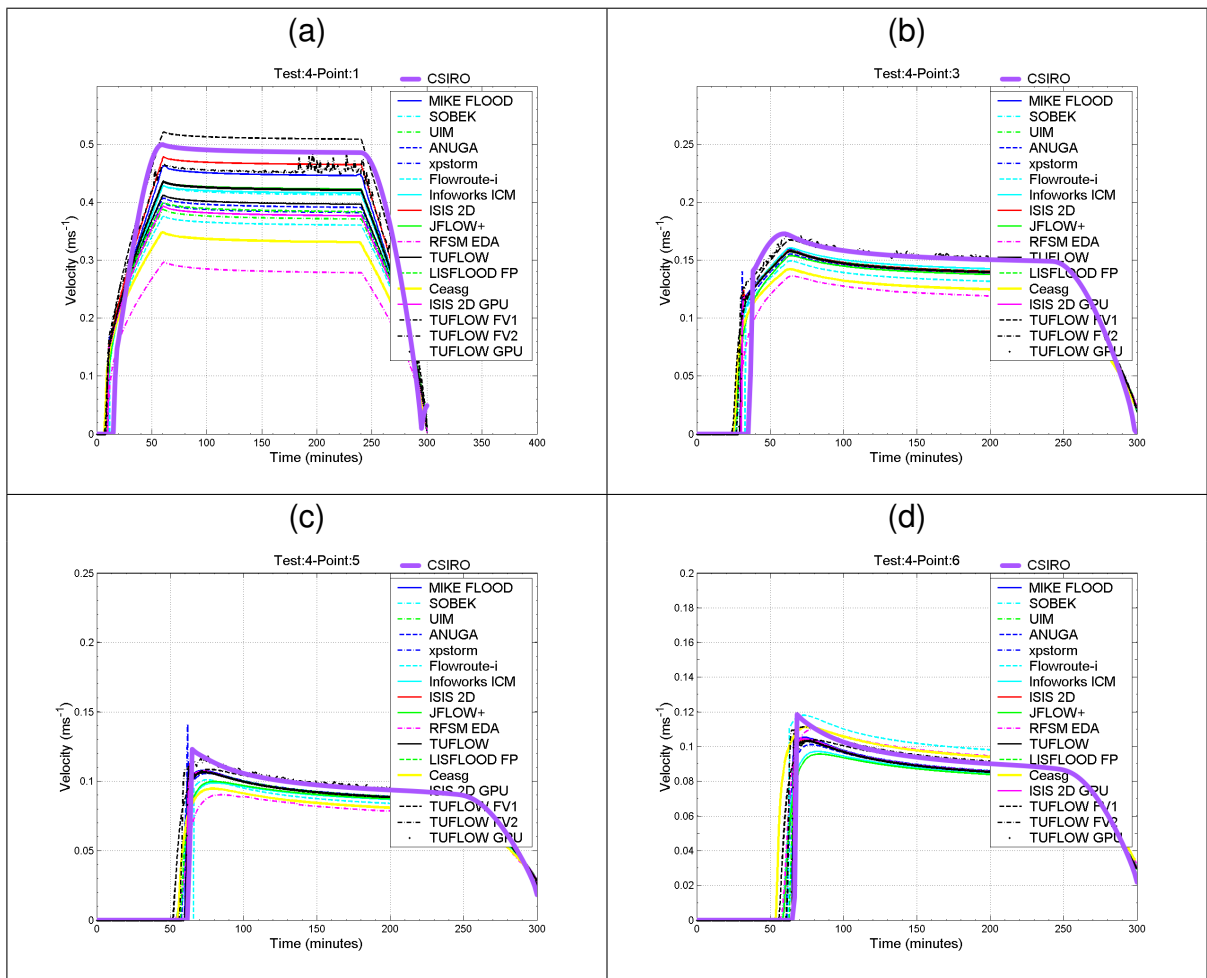 (a)
Test:4-Point:1
CSIRO
MIKE FLOOD
SOBEK
UIM
ANUGA
xpstorm
Flowroute-i
Infoworks ICM
ISIS 2D
JFLOW+
RFSM EDA
TUFLOW
LISFLOOD FP
Ceasg
ISIS 2D GPU
TUFLOW FV1
TUFLOW FV2
TUFLOW GPU
Velocity (ms-1)
0.5
0.4
0.3
0.2
0.1
0
0 50 100 150 200 250 300 350 400
Time (minutes)
(b)
Test:4-Point:3
CSIRO
MIKE FLOOD
SOBEK
UIM
ANUGA
xpstorm
Flowroute-i
Infoworks ICM
ISIS 2D
JFLOW+
RFSM EDA
TUFLOW
LISFLOOD FP
Ceasg
ISIS 2D GPU
TUFLOW FV1
TUFLOW FV2
TUFLOW GPU
Velocity (ms-1)
0.25
0.2
0.15
0.1
0.05
0
0 50 100 150 200 250 300
Time (minutes)
(c)
Test:4-Point:5
CSIRO
MIKE FLOOD
SOBEK
UIM
ANUGA
xpstorm
Flowroute-i
Infoworks ICM
ISIS 2D
JFLOW+
RFSM EDA
TUFLOW
LISFLOOD FP
Ceasg
ISIS 2D GPU
TUFLOW FV1
TUFLOW FV2
TUFLOW GPU
Velocity (ms-1)
0.25
0.2
0.15
0.1
0.05
0
0 50 100 150 200 250 300
Time (minutes)
(d)
Test:4-Point:6
CSIRO
MIKE FLOOD
SOBEK
UIM
ANUGA
xpstorm
Flowroute-i
Infoworks ICM
ISIS 2D
JFLOW+
RFSM EDA
TUFLOW
LISFLOOD FP
Ceasg
ISIS 2D GPU
TUFLOW FV1
TUFLOW FV2
TUFLOW GPU
Velocity (ms-1)
0.2
0.18
0.16
0.14
0.12
0.1
0.08
0.06
0.04
0.02
0
0 50 100 150 200 250 300
Time (minutes)